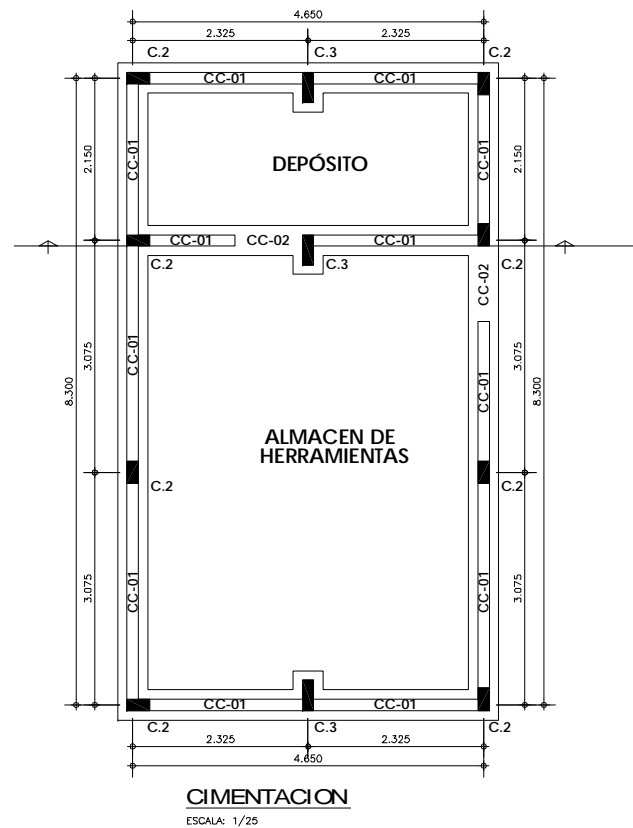 4.650
2.325
2.325
C.2
C.3
C.2
CC-01
CC-01
CC-01
CC-01
2.150
2.150
DEPÓSITO
CC-01
CC-02
CC-01
C.2
C.3
C.2
CC-02
CC-01
3.075
3.075
8.300
8.300
CC-01
ALMACEN DE
HERRAMIENTAS
C.2
C.2
CC-01
CC-01
3.075
3.075
CC-01
CC-01
C.2
C.3
C.2
2.325
2.325
4.650
CIMENTACION
ESCALA: 1/25